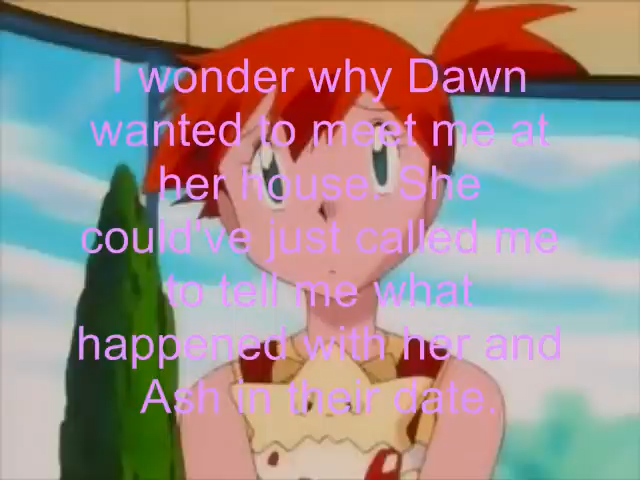 I wonder why Dawn
wanted to meet me at
her house. She
could've just called me
to tell me what
happened with her and
Ash in their date.